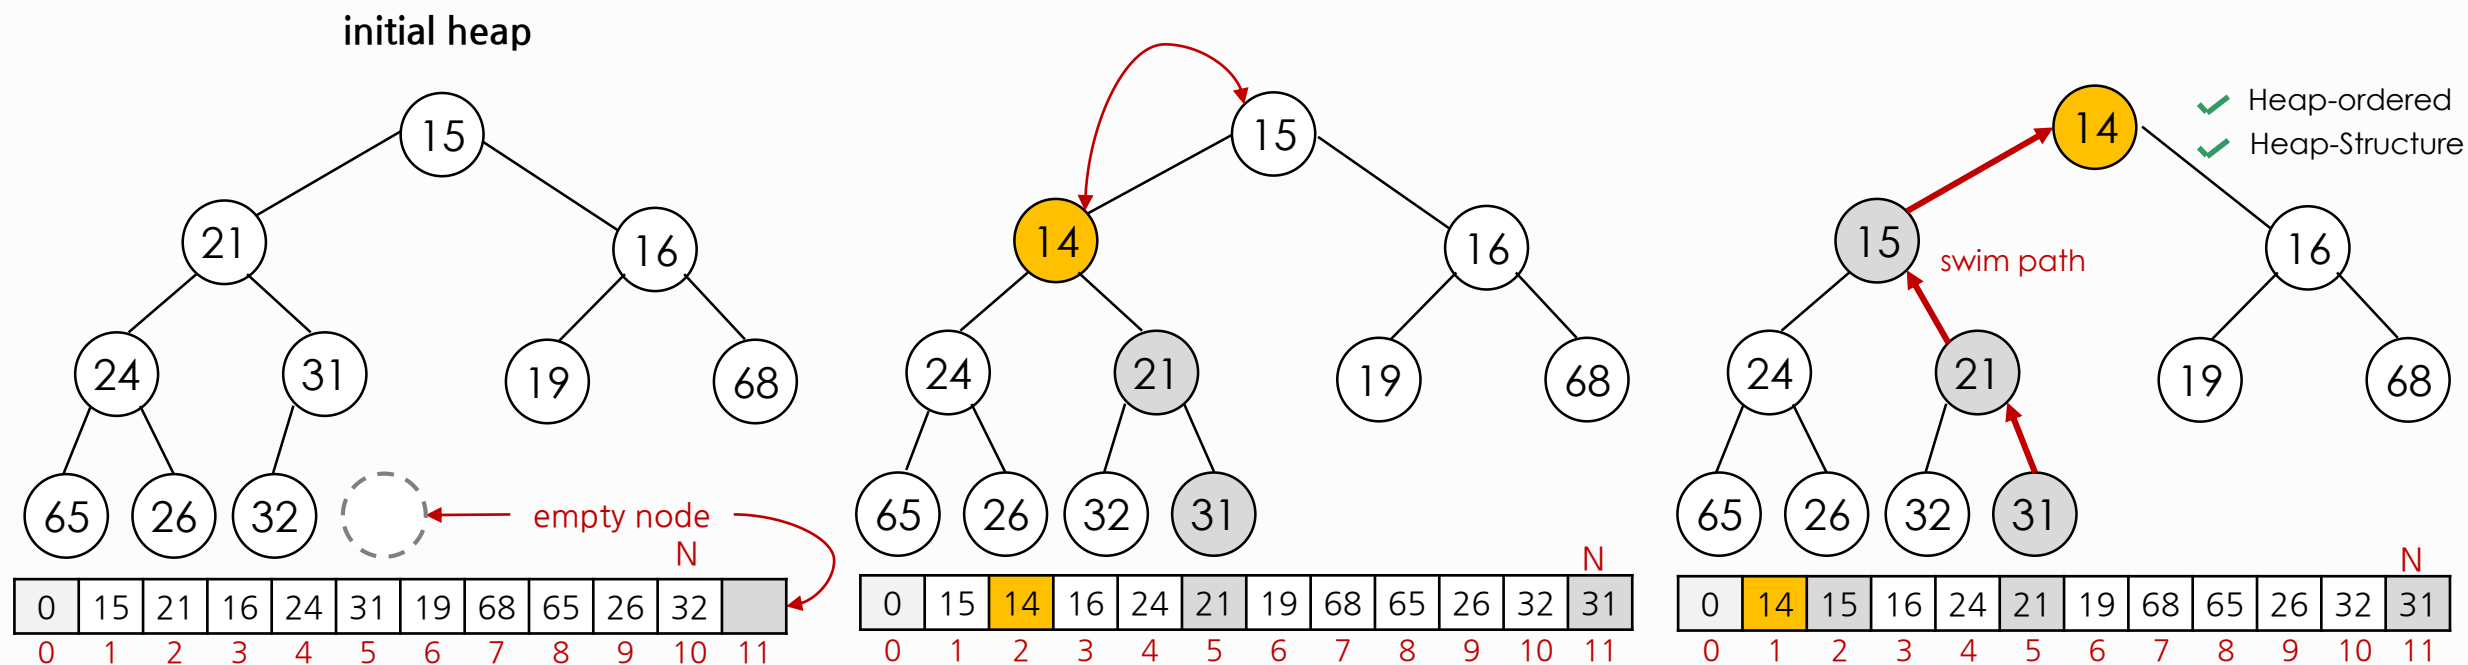 initial heap
15
21
16
24
31
19
68
65
26
32
empty node
N
0 15 21 16 24 31 19 68 65 26 32
0 1 2 3 4 5 6 7 8 9 10 11
15
14
16
24
21
19
68
65
26
32
31
N
0 15 14 16 24 21 19 68 65 26 32 31
0 1 2 3 4 5 6 7 8 9 10 11
14
Heap-ordered
Heap-Structure
15
swim path
16
24
21
19
68
65
26
32
31
N
0 14 15 16 24 21 19 68 65 26 32 31
0 1 2 3 4 5 6 7 8 9 10 11